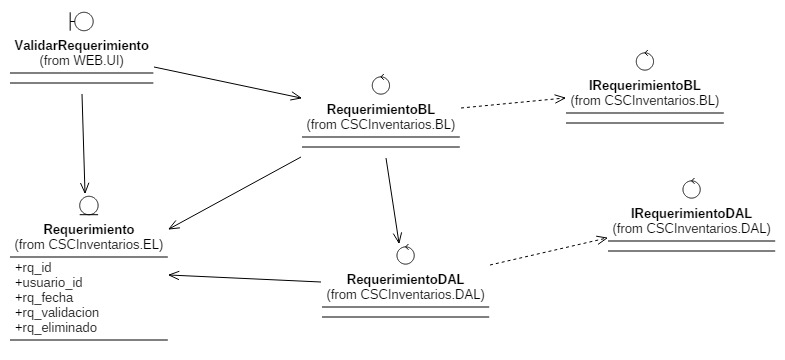 ValidarRequerimiento
(from WEB.UI)
RequerimientoBL
(from CSCInventarios.BL)
IRequerimientoBL
(from CSCInventarios.BL)
Requerimiento
(from CSCInventarios.EL)
+rq_id
+usuario_id
+rq_fecha
+rq_validacion
+rq_eliminado
RequerimientoDAL
(from CSCInventarios.DAL)
IRequerimientoDAL
(from CSCInventarios.DAL)